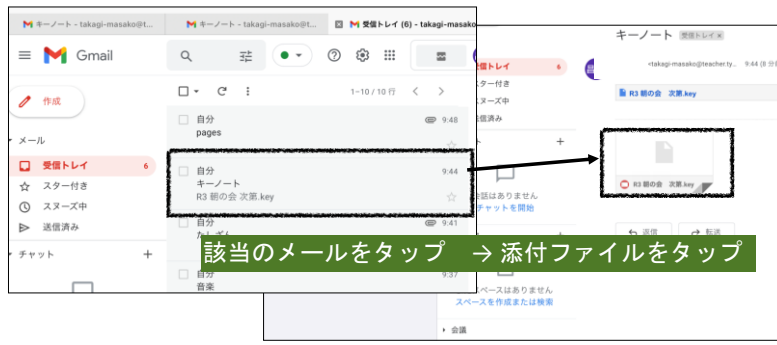 キーノート - takagi-masako@t...
キーノート - takagi-masako@t...
受信トレイ (6) - takagi-masako
Gmail
作成
1–10 / 10 行
メール
受信トレイ 6
スター付き
スヌーズ中
送信済み
チャット
自分 9:48
pages
自分 9:44
キーノート
R3 朝の会 次第.key
自分 9:41
自分 9:37
音楽
該当のメールをタップ → 添付ファイルをタップ
受信トレイ 6
スター付き
スヌーズ中
送信済み
会話はありません
チャットを開始
スペースはありません
スペースを作成または検索
会議
キーノート 受信トレイ×
<takagi-masako@teacher.ty... 9:44 (8 分前
R3 朝の会 次第.key
R3 朝の会 次第.key
返信 転送